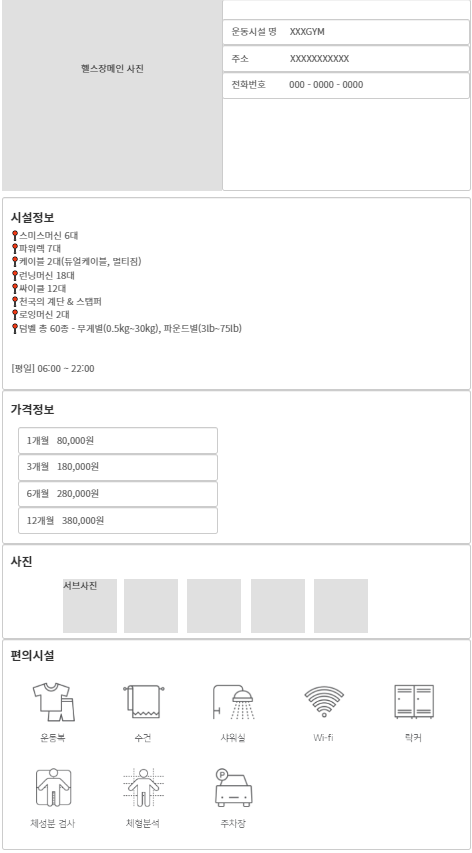 헬스장메인 사진
운동시설 명 XXXGYM
주소 XXXXXXXXXXX
전화번호 000 - 0000 - 0000
시설정보
스미스머신 6대
파워렉 7대
케이블 2대(듀얼케이블, 멀티짐)
런닝머신 18대
싸이클 12대
천국의 계단 & 스탭퍼
로잉머신 2대
덤벨 총 60종 - 무게별(0.5kg~30kg), 파운드별(3lb~75lb)
[평일] 06:00 ~ 22:00
가격정보
1개월 80,000원
3개월 180,000원
6개월 280,000원
12개월 380,000원
사진
서브사진
편의시설
운동복 수건 샤워실 Wi-fi 락커
P
체성분 검사 체형분석 주차장